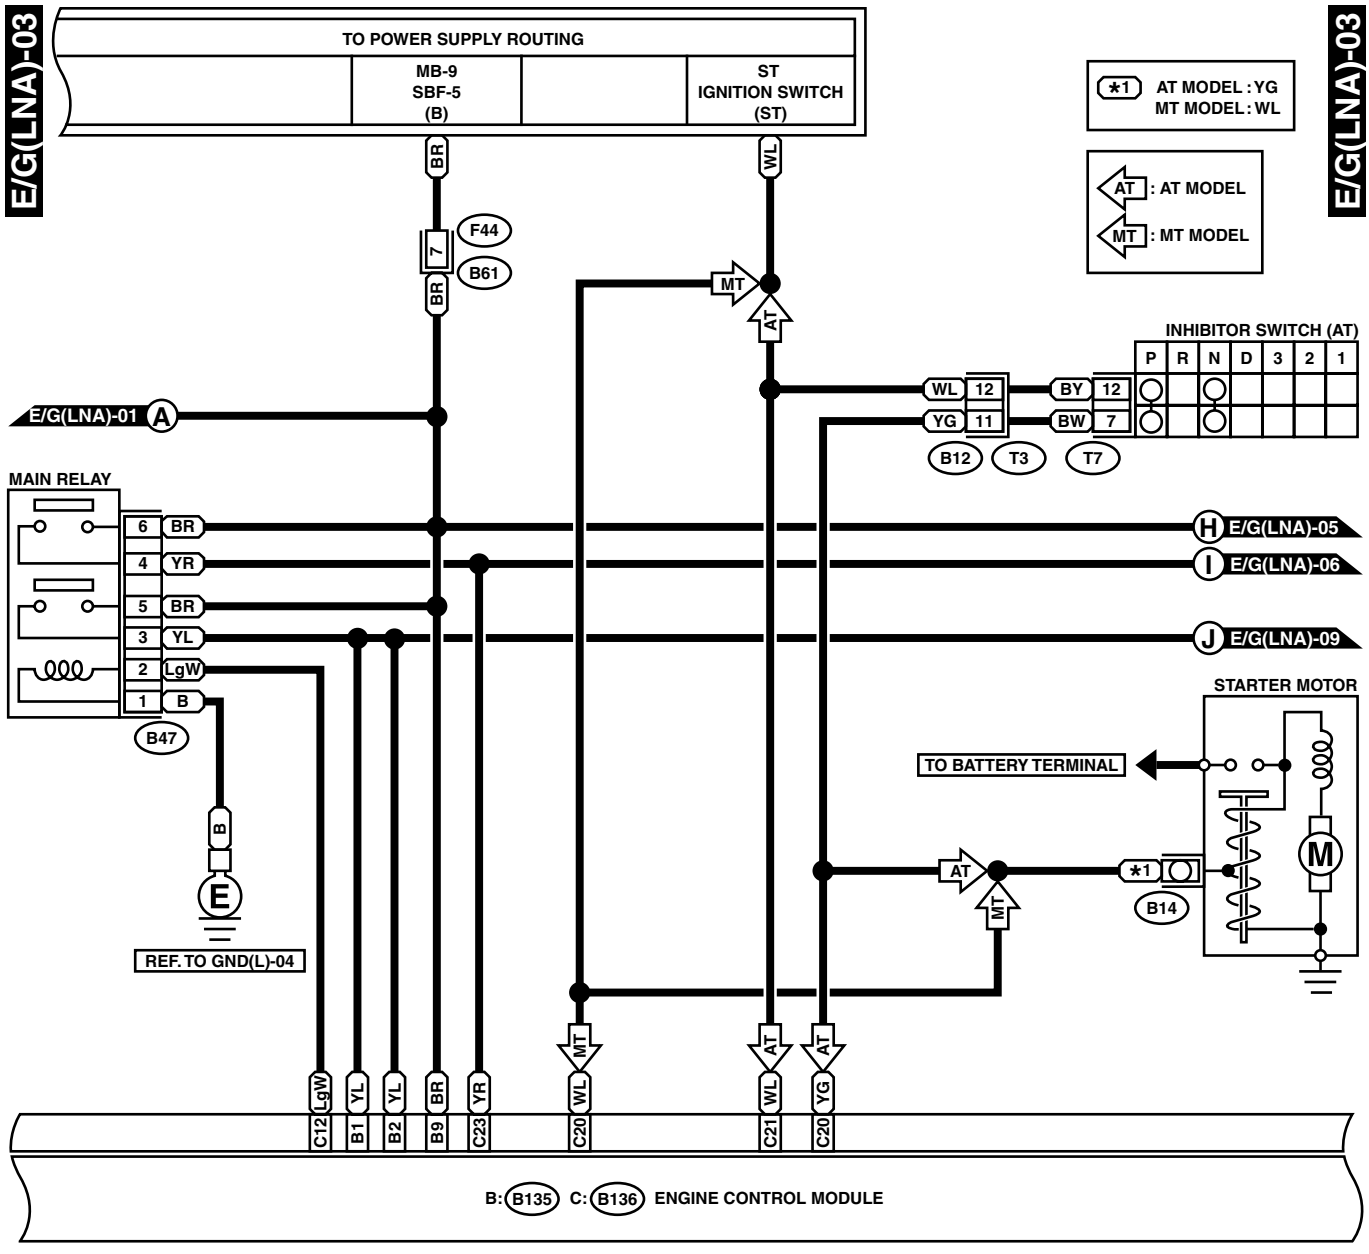 E/G(LNA)-03
E/G(LNA)-03
TO POWER SUPPLY ROUTING
MB-9
SBF-5
(B)
ST
IGNITION SWITCH
(ST)
*1 AT MODEL : YG
MT MODEL : WL
AT : AT MODEL
MT : MT MODEL
BR
WL
7
F44
B61
BR
MT
AT
INHIBITOR SWITCH (AT)
P R N D 3 2 1
WL 12 BY 12
YG 11 BW 7
B12 T3 T7
E/G(LNA)-01 A
MAIN RELAY
6 BR
H E/G(LNA)-05
4 YR
I E/G(LNA)-06
5 BR
3 YL
J E/G(LNA)-09
2 LgW
1 B
B47
STARTER MOTOR
TO BATTERY TERMINAL
B
M
AT
*1
B14
MT
E
REF. TO GND(L)-04
MT AT AT
LgW YL YL BR YR WL WL YG
C12 B1 B2 B9 C23 C20 C21 C20
B: B135 C: B136 ENGINE CONTROL MODULE